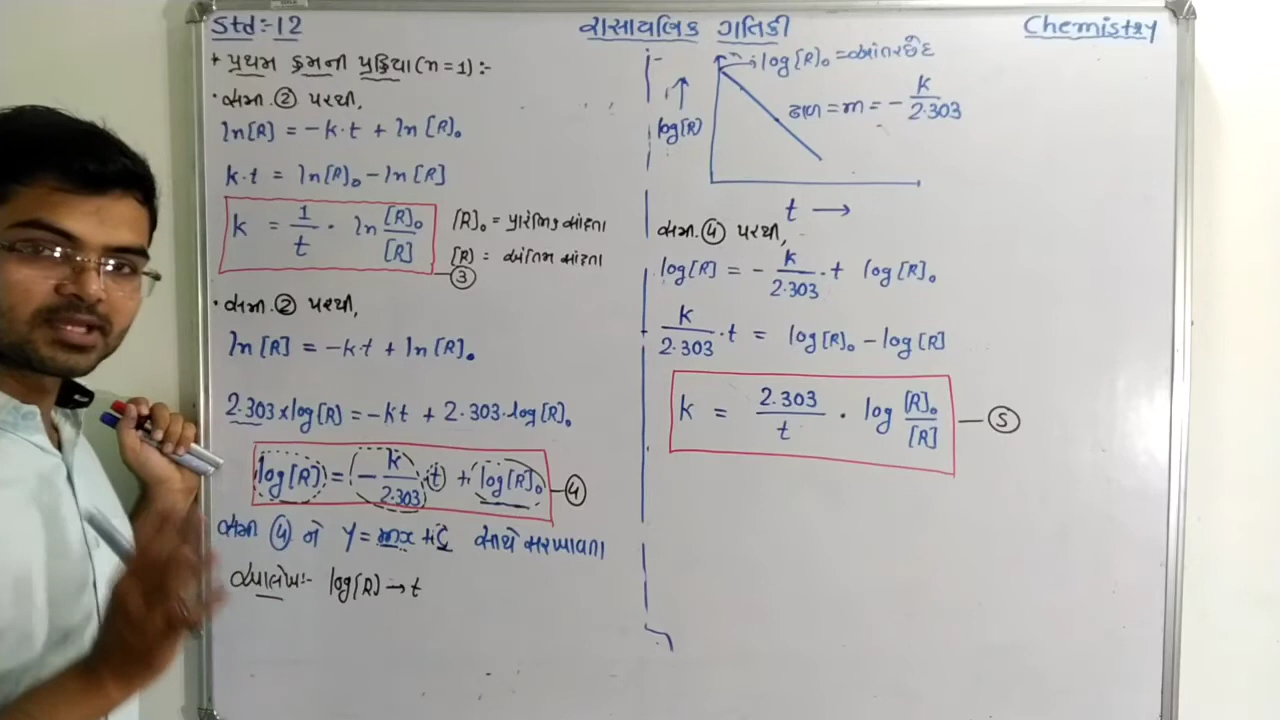 Std:-12
રાસાયણિક ગતિકી
Chemistry
+ પ્રથમ ક્રમની પ્રક્રિયા (n=1) :-
• સમી. ② પરથી,
ln[R] = -k·t + ln[R]₀
k·t = ln[R]₀ - ln[R]
k = 1/t · ln [R]₀/[R]
③
[R]₀ = પ્રારંભિક સાંદ્રતા
[R] = અંતિમ સાંદ્રતા
• સમી. ② પરથી,
ln[R] = -k·t + ln[R]₀
2.303 x log[R] = -kt + 2.303·log[R]₀
log[R] = - k/2.303 · t + log[R]₀ — ④
સમી ④ ને y = mx + c સાથે સરખાવતા
આલેખ:- log[R] → t
log[R]₀ = આંતરછેદ
ઢાળ = m = - k/2.303
log[R]
t →
સમી. ④ પરથી,
log[R] = - k/2.303 · t log[R]₀
k/2.303 · t = log[R]₀ - log[R]
k = 2.303/t · log [R]₀/[R] — ⑤